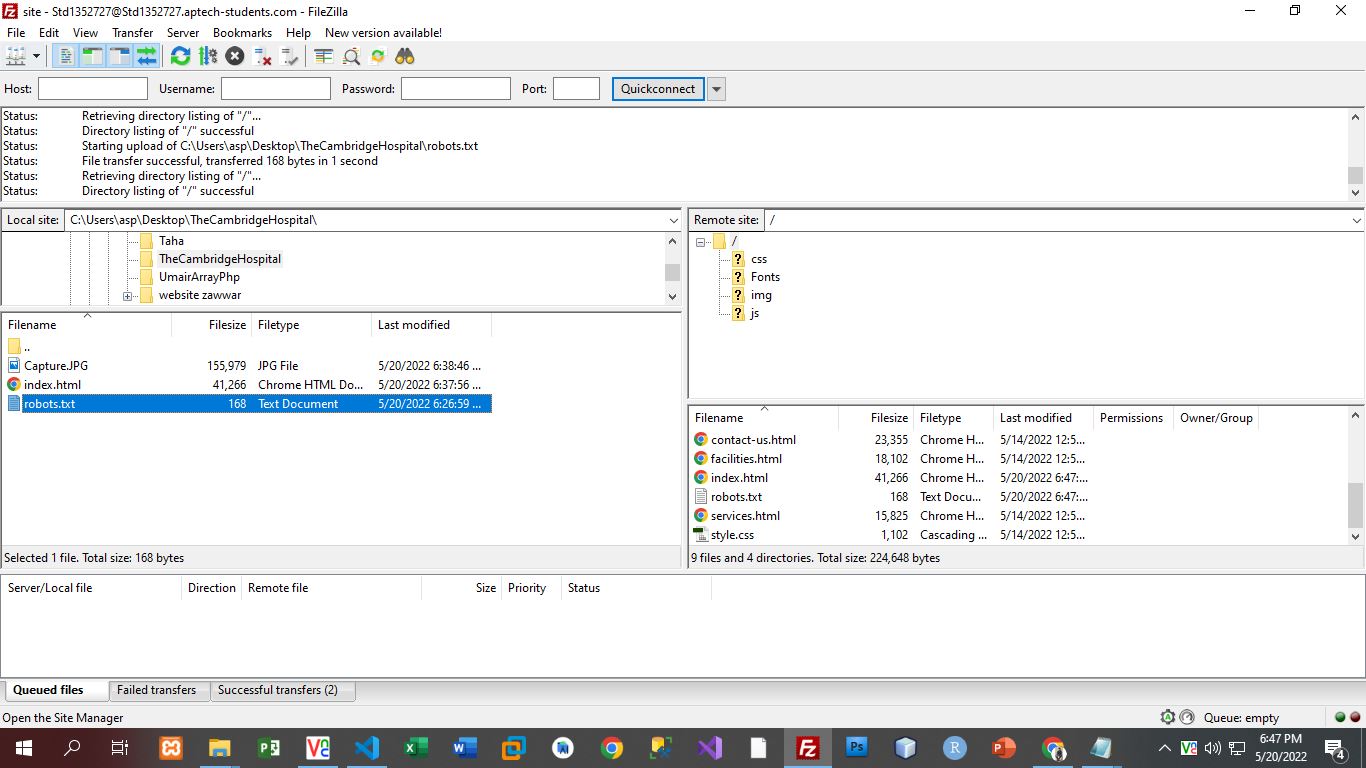 site - Std1352727@Std1352727.aptech-students.com - FileZilla
File Edit View Transfer Server Bookmarks Help New version available!
Host: Username: Password: Port: Quickconnect
Status: Retrieving directory listing of "/"...
Status: Directory listing of "/" successful
Status: Starting upload of C:\Users\asp\Desktop\TheCambridgeHospital\robots.txt
Status: File transfer successful, transferred 168 bytes in 1 second
Status: Retrieving directory listing of "/"...
Status: Directory listing of "/" successful
Local site: C:\Users\asp\Desktop\TheCambridgeHospital\
Taha
TheCambridgeHospital
UmairArrayPhp
website zawwar
Filename Filesize Filetype Last modified
..
Capture.JPG 155,979 JPG File 5/20/2022 6:38:46 ...
index.html 41,266 Chrome HTML Do... 5/20/2022 6:37:56 ...
robots.txt 168 Text Document 5/20/2022 6:26:59 ...
Selected 1 file. Total size: 168 bytes
Remote site: /
/
css
Fonts
img
js
Filename Filesize Filetype Last modified Permissions Owner/Group
contact-us.html 23,355 Chrome H... 5/14/2022 12:5...
facilities.html 18,102 Chrome H... 5/14/2022 12:5...
index.html 41,266 Chrome H... 5/20/2022 6:47:...
robots.txt 168 Text Docu... 5/20/2022 6:47:...
services.html 15,825 Chrome H... 5/14/2022 12:5...
style.css 1,102 Cascading ... 5/14/2022 12:5...
9 files and 4 directories. Total size: 224,648 bytes
Server/Local file Direction Remote file Size Priority Status
Queued files Failed transfers Successful transfers (2)
Open the Site Manager Queue: empty
6:47 PM
5/20/2022
4